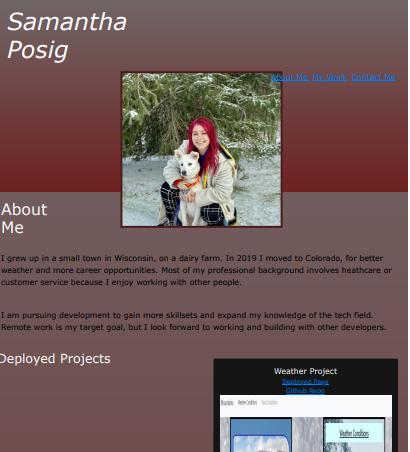 Samantha
Posig
About Me My Work Contact Me
About
Me
I grew up in a small town in Wisconsin, on a dairy farm. In 2019 I moved to Colorado, for better
weather and more career opportunities. Most of my professional background involves heathcare or
customer service because I enjoy working with other people.
I am pursuing development to gain more skillsets and expand my knowledge of the tech field.
Remote work is my target goal, but I look forward to working and building with other developers.
Deployed Projects
Weather Project
Deployed Page
Github Repo
Weather Conditions
Weather Conditions